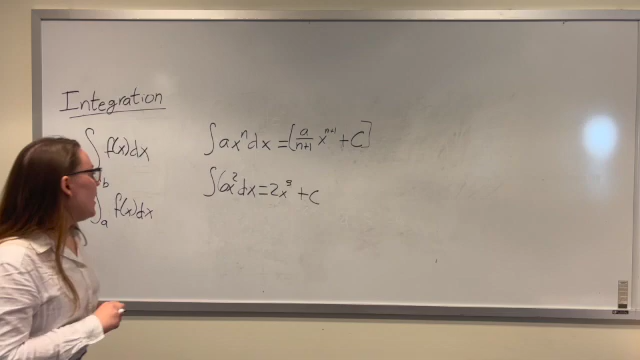 Integration
∫ f(x)dx
∫ axⁿdx = [a/(n+1) xⁿ⁺¹ + C]
∫ 6x²dx = 2x³ + C
∫ₐᵇ f(x)dx